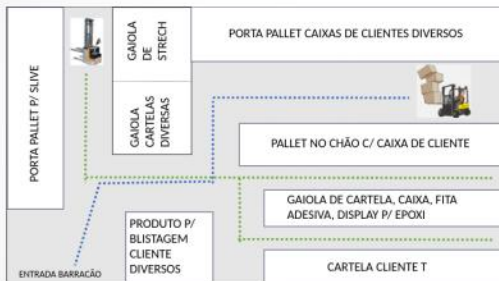 PORTA PALLET P/ SLIVE
GAIOLA
DE
STRECH
GAIOLA
CARTELAS
DIVERSAS
PORTA PALLET CAIXAS DE CLIENTES DIVERSOS
PALLET NO CHÃO C/ CAIXA DE CLIENTE
GAIOLA DE CARTELA, CAIXA, FITA
ADESIVA, DISPLAY P/ EPOXI
PRODUTO P/
BLISTAGEM
CLIENTE
DIVERSOS
CARTELA CLIENTE T
ENTRADA BARRACÃO